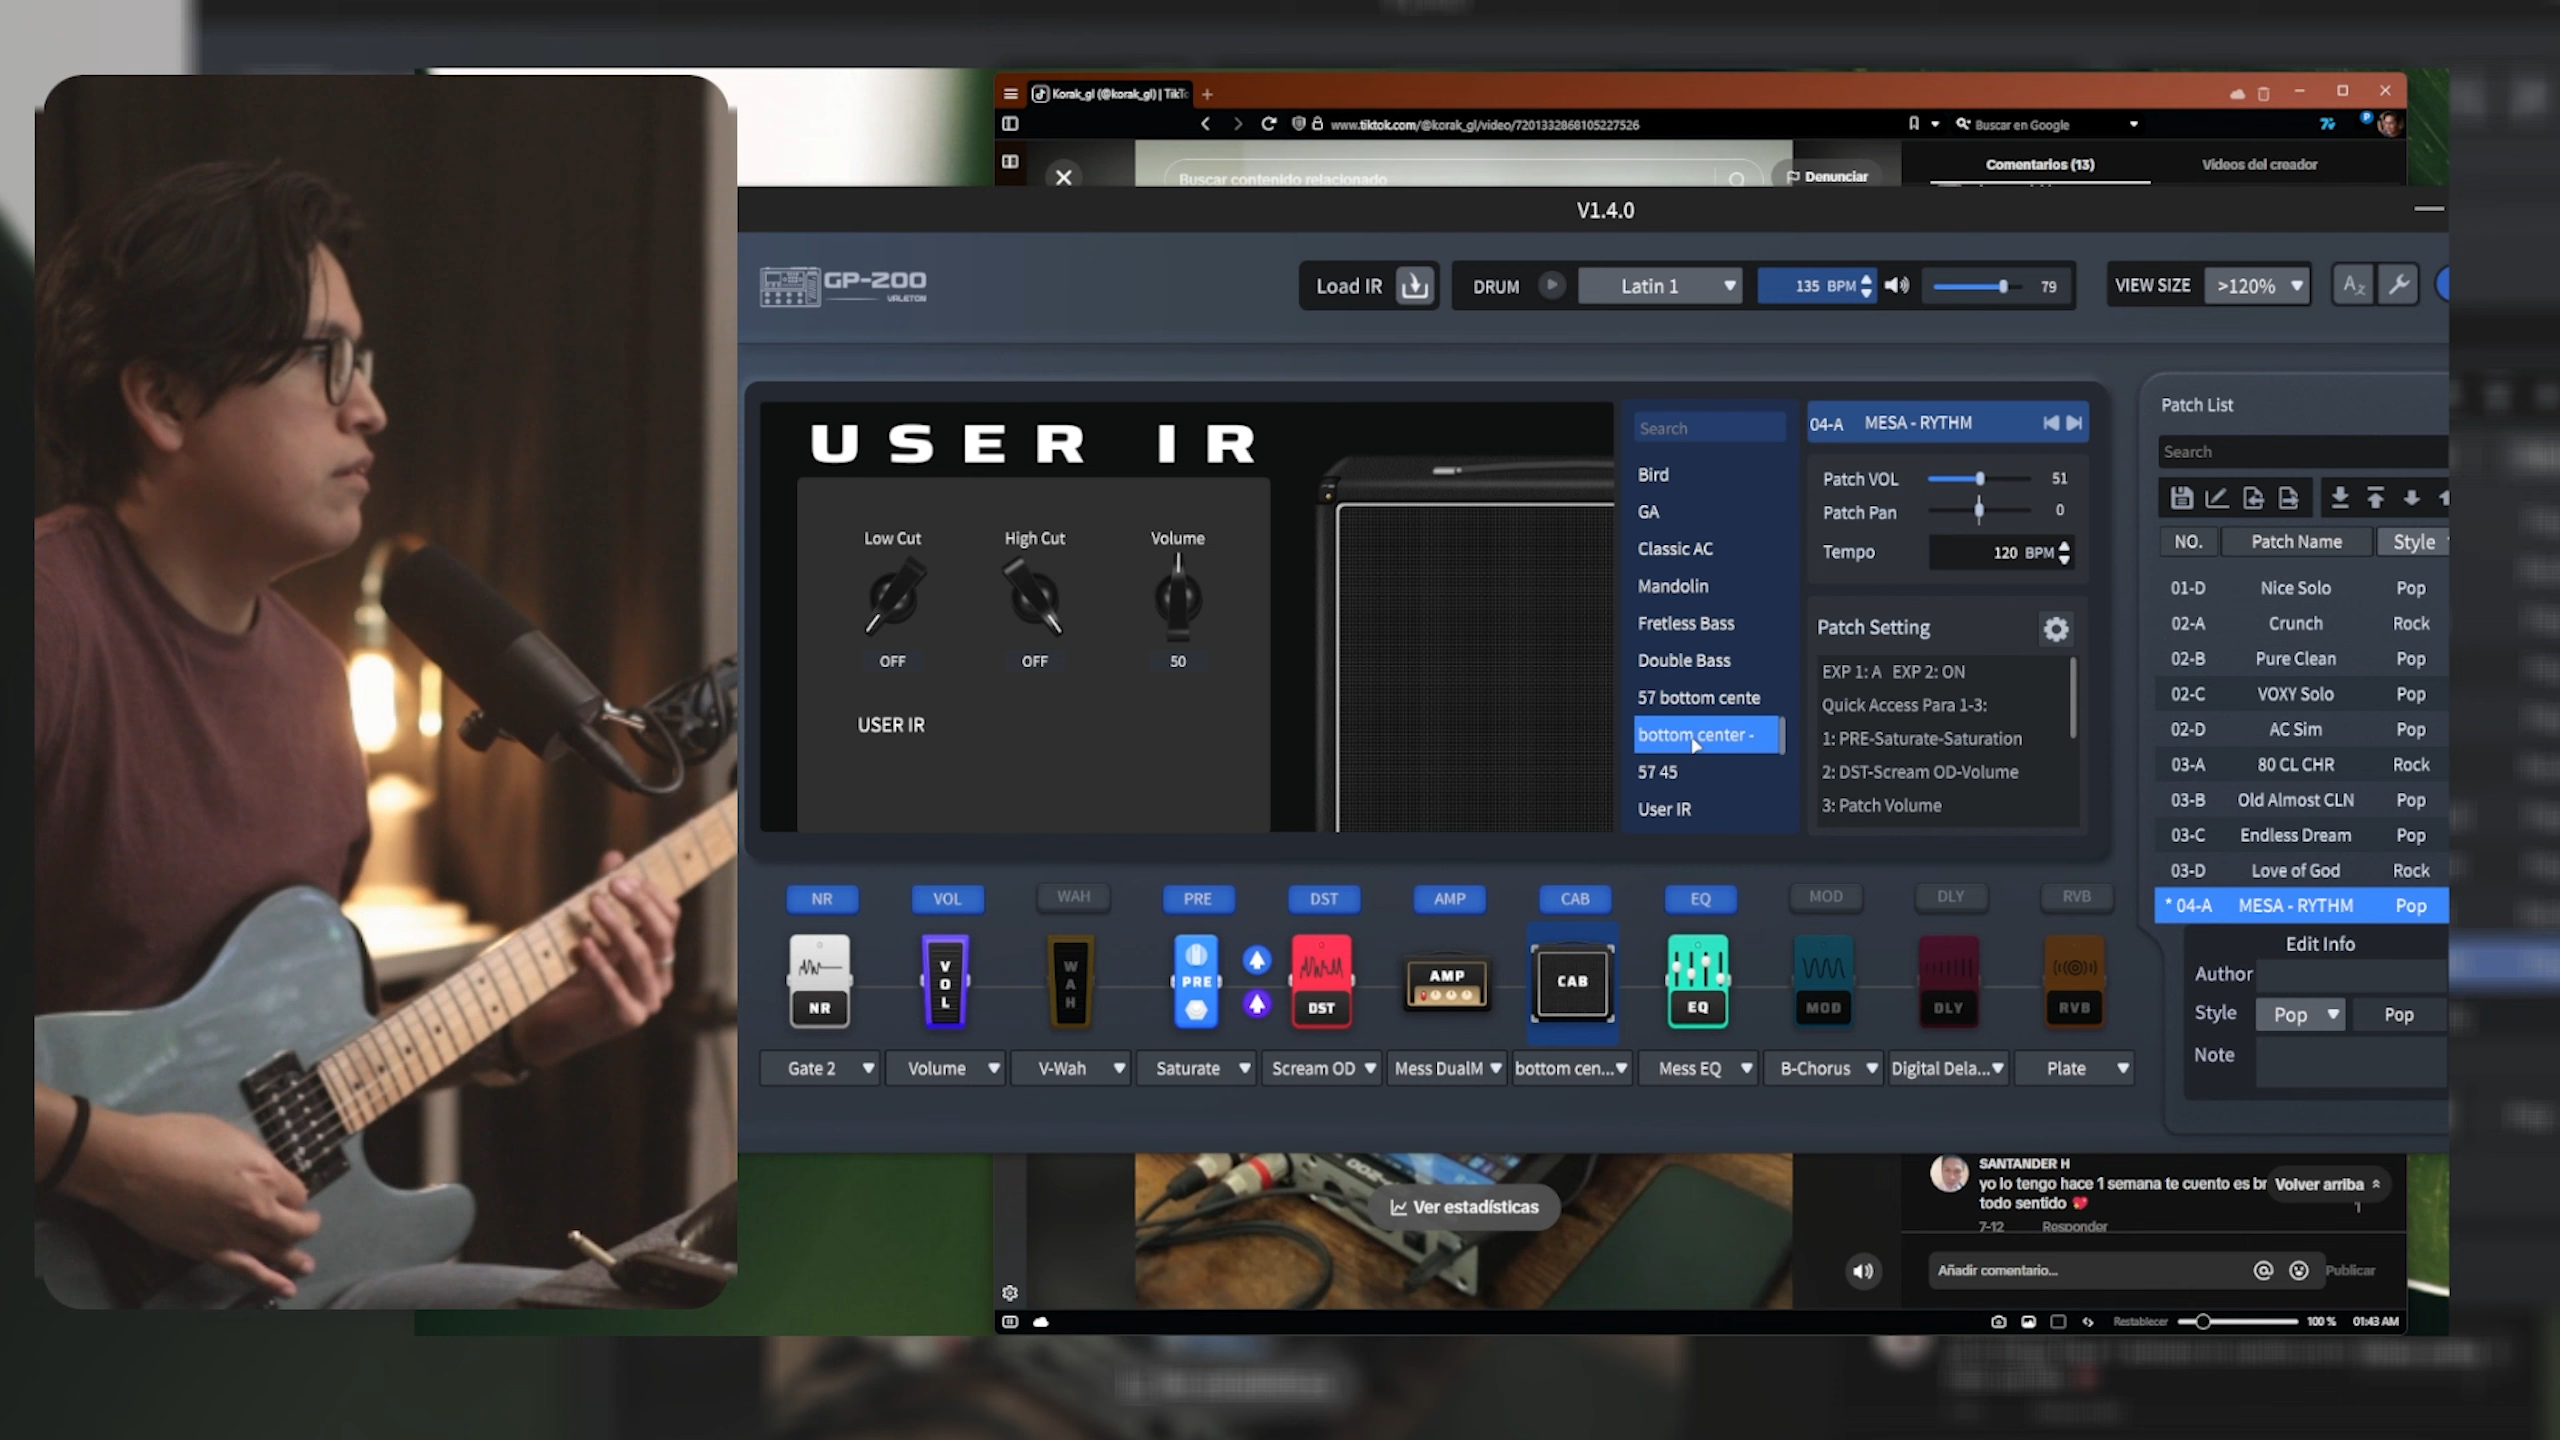 Korak_gl (@korak_gl) | TikTo
www.tiktok.com/@korak_gl/video/7201332868105227526
Buscar en Google
Buscar contenido relacionado
Denunciar
Comentarios (13)
Videos del creador
V1.4.0
GP-200
VALETON
Load IR
DRUM
Latin 1
135 BPM
79
VIEW SIZE
>120%
USER IR
Low Cut
High Cut
Volume
OFF
OFF
50
USER IR
Search
Bird
GA
Classic AC
Mandolin
Fretless Bass
Double Bass
57 bottom cente
bottom center -
57 45
User IR
04-A MESA - RYTHM
Patch VOL 51
Patch Pan 0
Tempo 120 BPM
Patch Setting
EXP 1: A EXP 2: ON
Quick Access Para 1-3:
1: PRE-Saturate-Saturation
2: DST-Scream OD-Volume
3: Patch Volume
Patch List
Search
NO. Patch Name Style
01-D Nice Solo Pop
02-A Crunch Rock
02-B Pure Clean Pop
02-C VOXY Solo Pop
02-D AC Sim Pop
03-A 80 CL CHR Rock
03-B Old Almost CLN Pop
03-C Endless Dream Pop
03-D Love of God Rock
* 04-A MESA - RYTHM Pop
Edit Info
Author
Style Pop Pop
Note
NR VOL WAH PRE DST AMP CAB EQ MOD DLY RVB
NR VOL WAH PRE DST AMP CAB EQ MOD DLY RVB
Gate 2 Volume V-Wah Saturate Scream OD Mess DualM bottom cen... Mess EQ B-Chorus Digital Dela... Plate
Ver estadísticas
SANTANDER H
yo lo tengo hace 1 semana te cuento es br
todo sentido 💖
7-12 Responder
1
Volver arriba
Añadir comentario...
Publicar
Restablecer 100 % 01:43 AM